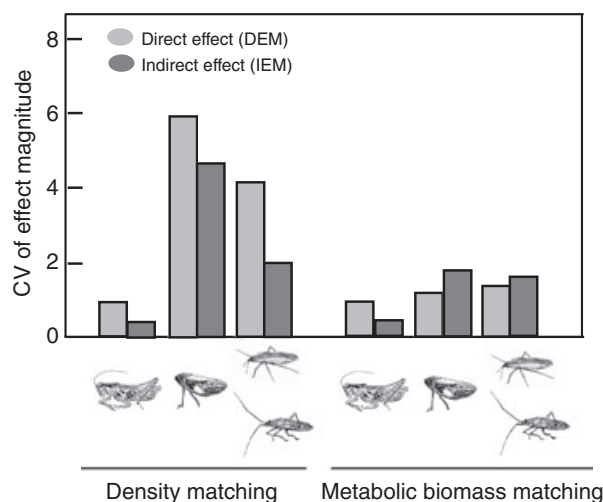 8
6
4
2
0
CV of effect magnitude
Direct effect (DEM)
Indirect effect (IEM)
Density matching
Metabolic biomass matching